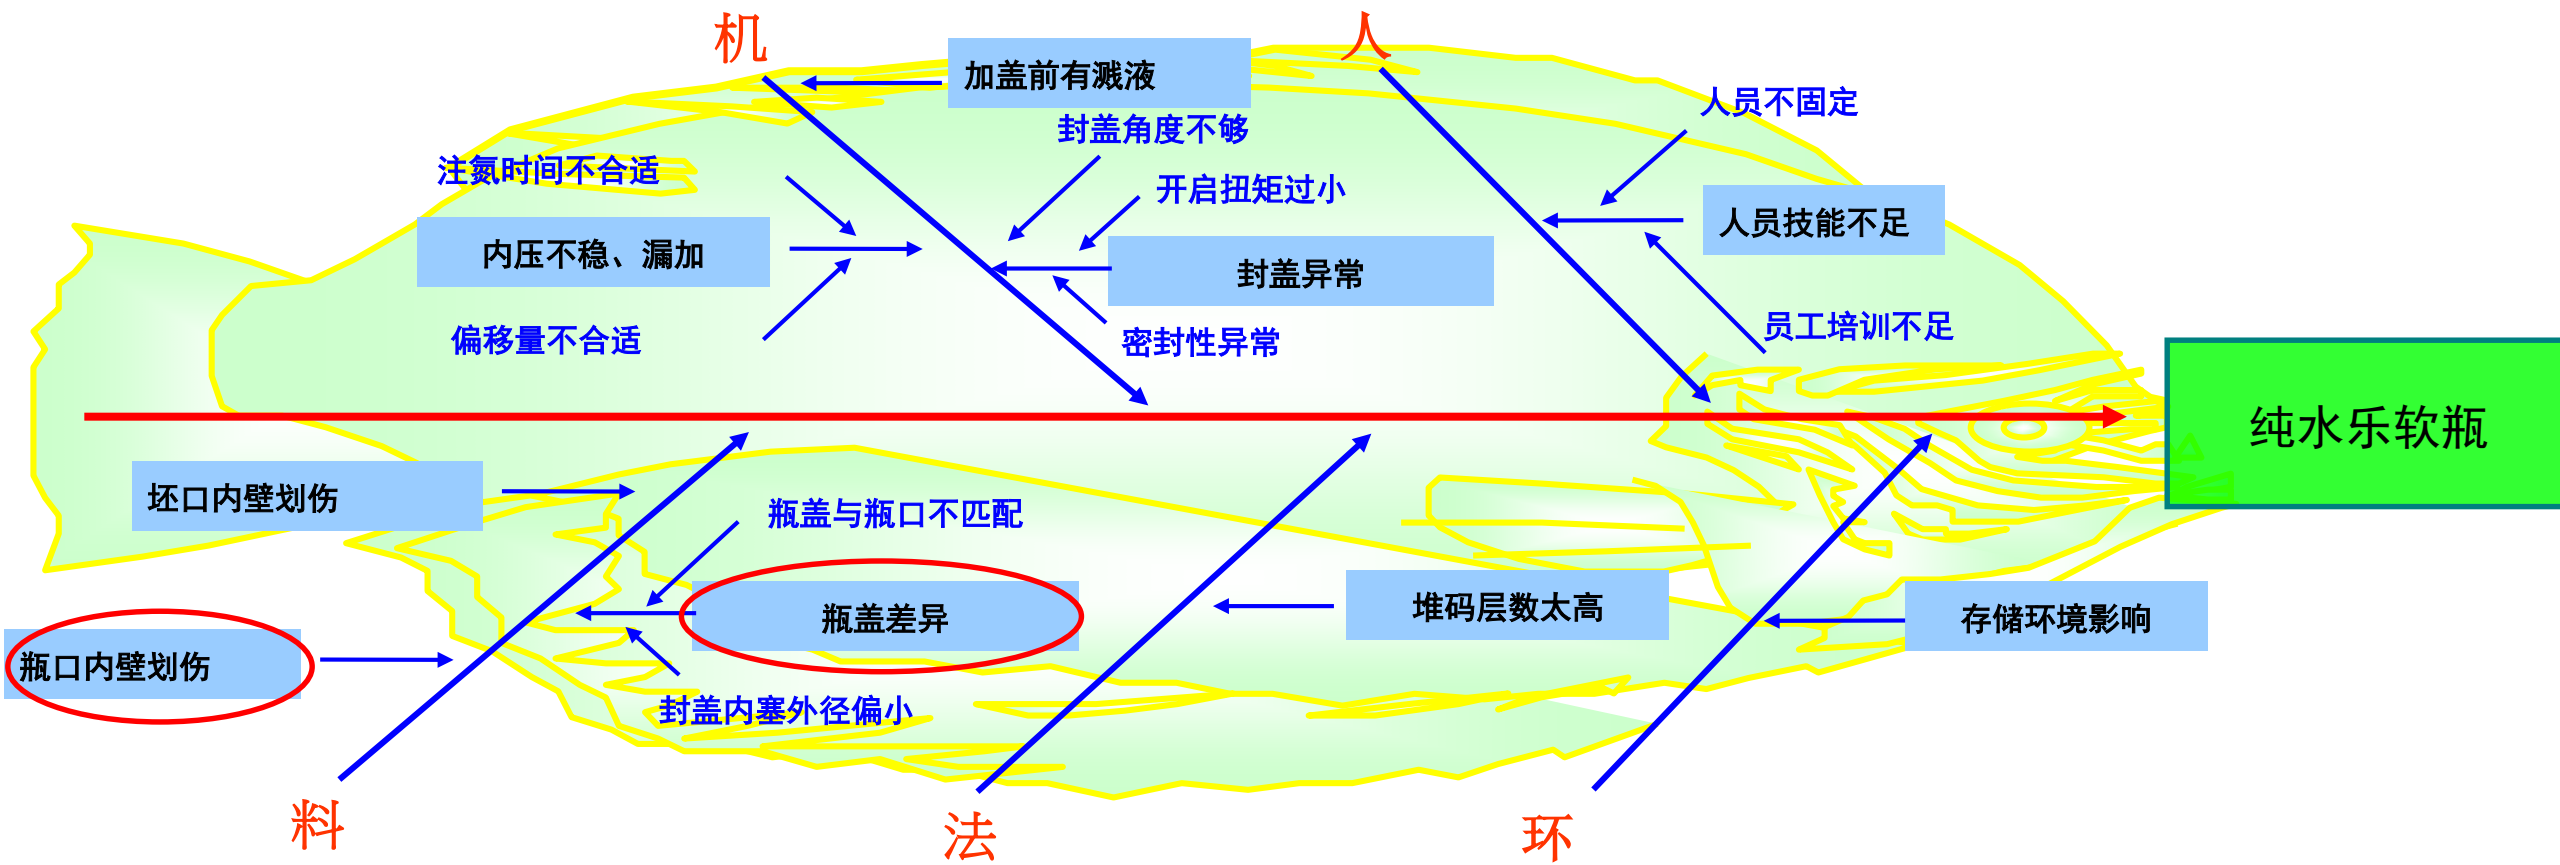 机
人
加盖前有溅液
人员不固定
封盖角度不够
注氮时间不合适
开启扭矩过小
人员技能不足
内压不稳、漏加
封盖异常
偏移量不合适
密封性异常
员工培训不足
纯水乐软瓶
坯口内壁划伤
瓶盖与瓶口不匹配
瓶盖差异
堆码层数太高
存储环境影响
瓶口内壁划伤
封盖内塞外径偏小
料
法
环